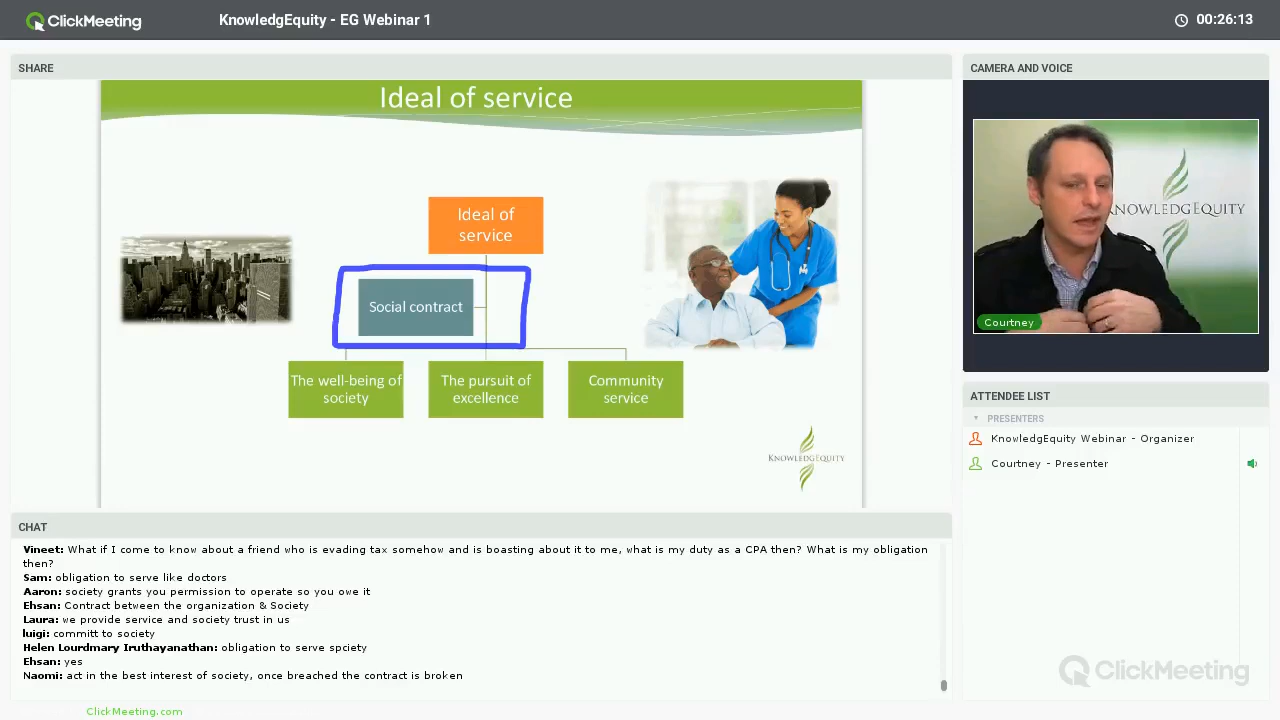 ClickMeeting
KnowledgEquity - EG Webinar 1
00:26:13
SHARE
Ideal of service
Ideal of
service
Social contract
The well-being of
society
The pursuit of
excellence
Community
service
KNOWLEDGEQUITY
CAMERA AND VOICE
KNOWLEDGEQUITY
Courtney
ATTENDEE LIST
PRESENTERS
KnowledgEquity Webinar - Organizer
Courtney - Presenter
CHAT
Vineet: What if I come to know about a friend who is evading tax somehow and is boasting about it to me, what is my duty as a CPA then? What is my obligation
then?
Sam: obligation to serve like doctors
Aaron: society grants you permission to operate so you owe it
Ehsan: Contract between the organization & Society
Laura: we provide service and society trust in us
luigi: committ to society
Helen Lourdmary Iruthayanathan: obligation to serve spciety
Ehsan: yes
Naomi: act in the best interest of society, once breached the contract is broken
ClickMeeting
ClickMeeting.com